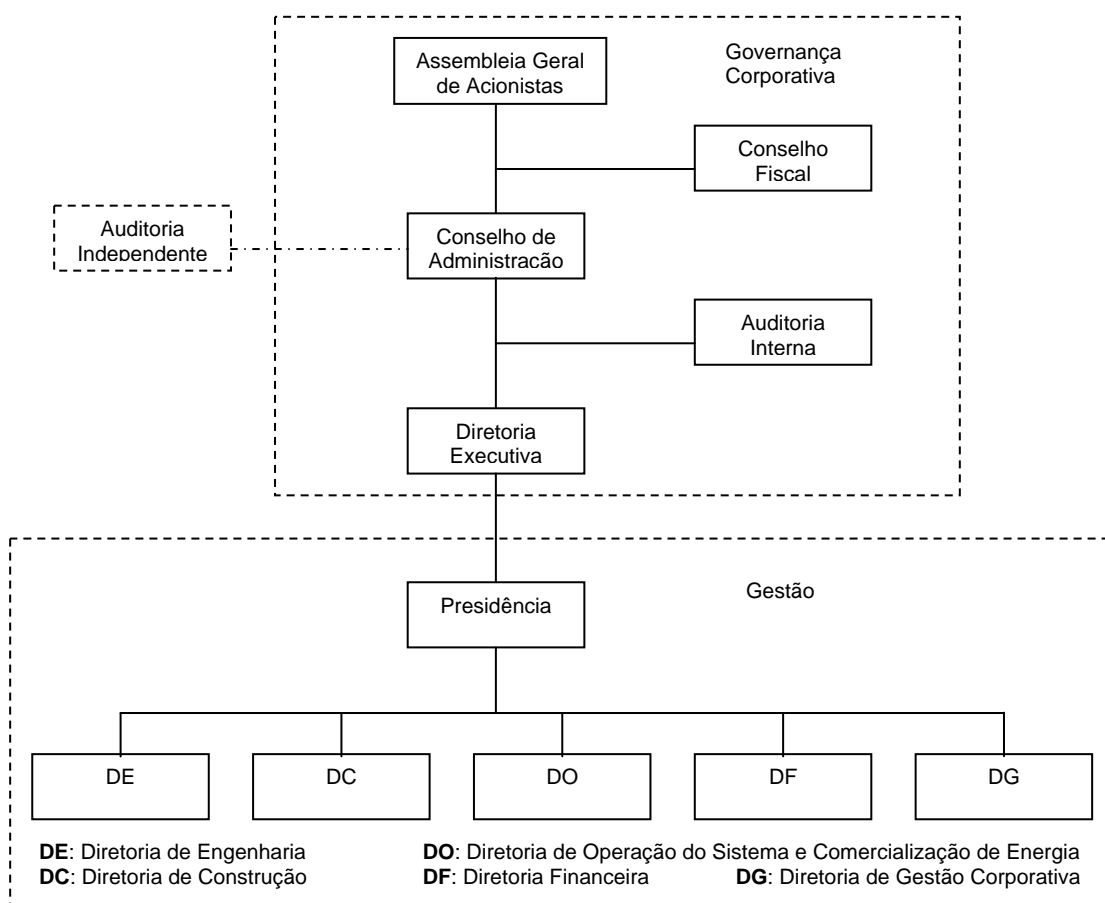 Assembleia Geral
de Acionistas
Governança
Corporativa
Conselho
Fiscal
Auditoria
Independente
Conselho de
Administracão
Auditoria
Interna
Diretoria
Executiva
Presidência
Gestão
DE
DC
DO
DF
DG
DE: Diretoria de Engenharia
DO: Diretoria de Operação do Sistema e Comercialização de Energia
DC: Diretoria de Construção
DF: Diretoria Financeira
DG: Diretoria de Gestão Corporativa